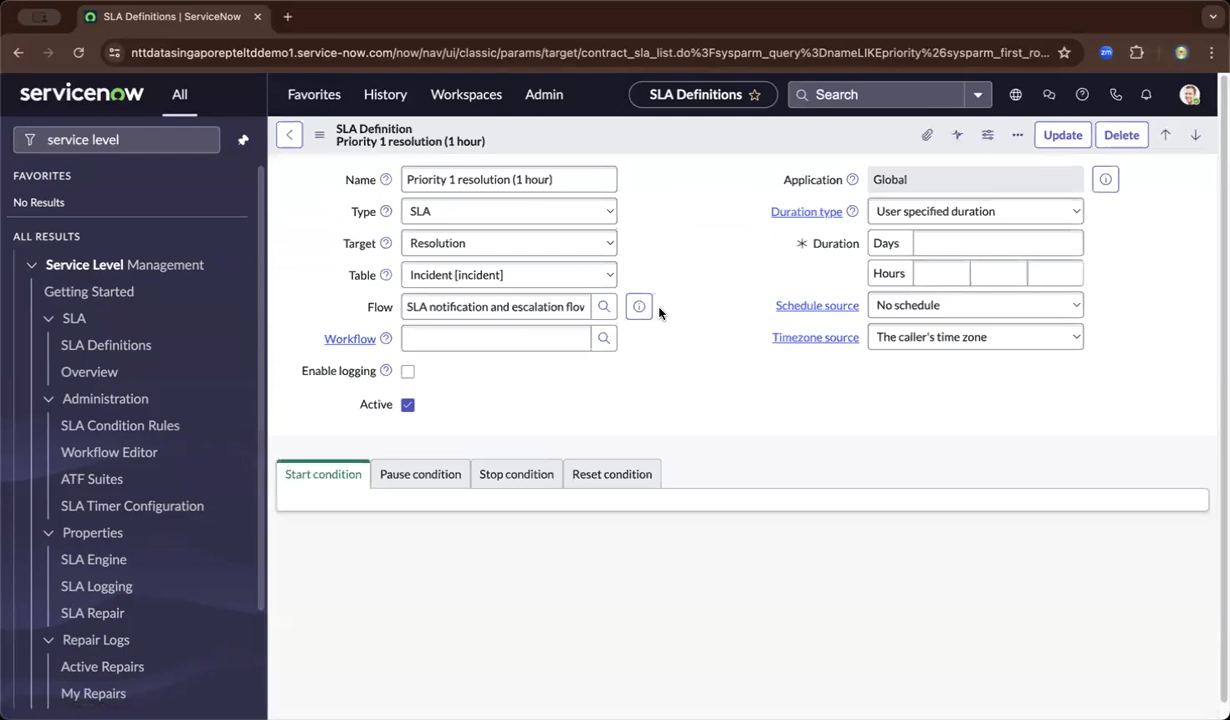 SLA Definitions | ServiceNow
nttdatasingaporepteltddemo1.service-now.com/now/nav/ui/classic/params/target/contract_sla_list.do%3Fsysparm_query%3DnameLIKEpriority%26sysparm_first_ro...
zm
servicenow
All
Favorites
History
Workspaces
Admin
SLA Definitions
Search
service level
FAVORITES
No Results
ALL RESULTS
Service Level Management
Getting Started
SLA
SLA Definitions
Overview
Administration
SLA Condition Rules
Workflow Editor
ATF Suites
SLA Timer Configuration
Properties
SLA Engine
SLA Logging
SLA Repair
Repair Logs
Active Repairs
My Repairs
SLA Definition
Priority 1 resolution (1 hour)
Update
Delete
Name Priority 1 resolution (1 hour)
Type SLA
Target Resolution
Table Incident [incident]
Flow SLA notification and escalation flow
Workflow
Enable logging
Active
Application Global
Duration type User specified duration
Duration Days
Hours
Schedule source No schedule
Timezone source The caller's time zone
Start condition
Pause condition
Stop condition
Reset condition